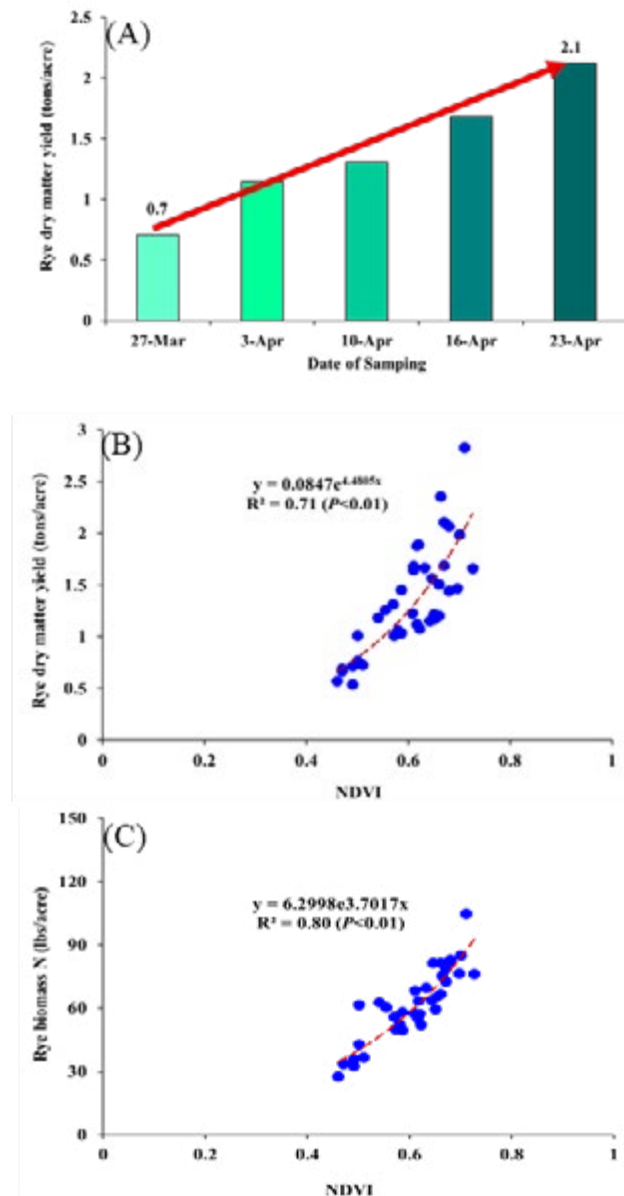 (A)
Rye dry matter yield (tons/acre)
2.5
2
1.5
1
0.5
0
0.7
2.1
27-Mar 3-Apr 10-Apr 16-Apr 23-Apr
Date of Samping
(B)
Rye dry matter yield (tons/acre)
3
2.5
2
1.5
1
0.5
0
y = 0.0847e^4.4805x
R² = 0.71 (P<0.01)
0 0.2 0.4 0.6 0.8 1
NDVI
(C)
Rye biomass N (lbs/acre)
150
120
90
60
30
0
y = 6.2998e3.7017x
R² = 0.80 (P<0.01)
0 0.2 0.4 0.6 0.8 1
NDVI